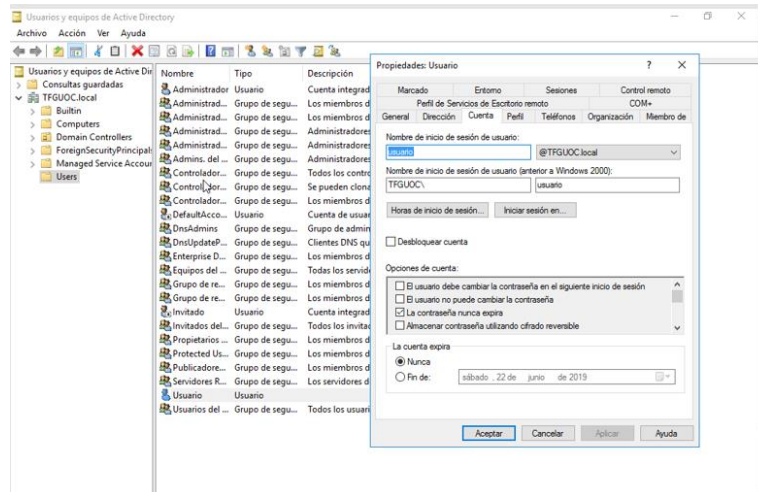 Usuarios y equipos de Active Directory
Archivo Acción Ver Ayuda
Usuarios y equipos de Active Dir
Consultas guardadas
TFGUOC.local
Builtin
Computers
Domain Controllers
ForeignSecurityPrincipals
Managed Service Accour
Users
Nombre Tipo Descripción
Administrador Usuario Cuenta integrad
Administrad... Grupo de segu... Los miembros d
Administrad... Grupo de segu... Los miembros d
Administrad... Grupo de segu... Administradores
Administrad... Grupo de segu... Administradores
Admins. del ... Grupo de segu... Administradores
Controlador... Grupo de segu... Todos los contro
Controlador... Grupo de segu... Se pueden clona
Controlador... Grupo de segu... Los miembros d
DefaultAcco... Usuario Cuenta de usuar
DnsAdmins Grupo de segu... Grupo de admin
DnsUpdateP... Grupo de segu... Clientes DNS qu
Enterprise D... Grupo de segu... Los miembros d
Equipos del ... Grupo de segu... Todas los servide
Grupo de re... Grupo de segu... Los miembros d
Grupo de re... Grupo de segu... Los miembros d
Invitado Usuario Cuenta integrad
Invitados del... Grupo de segu... Todos los invitac
Propietarios ... Grupo de segu... Los miembros d
Protected Us... Grupo de segu... Los miembros d
Publicadore... Grupo de segu... Los miembros d
Servidores R... Grupo de segu... Los servidores d
Usuario Usuario
Usuarios del ... Grupo de segu... Todos los usuari
Propiedades: Usuario ? X
Marcado Entorno Sesiones Control remoto
Perfil de Servicios de Escritorio remoto COM+
General Dirección Cuenta Perfil Teléfonos Organización Miembro de
Nombre de inicio de sesión de usuario:
usuario @TFGUOC.local
Nombre de inicio de sesión de usuario (anterior a Windows 2000):
TFGUOC\ usuario
Horas de inicio de sesión... Iniciar sesión en...
Desbloquear cuenta
Opciones de cuenta:
El usuario debe cambiar la contraseña en el siguiente inicio de sesión
El usuario no puede cambiar la contraseña
La contraseña nunca expira
Almacenar contraseña utilizando cifrado reversible
La cuenta expira
Nunca
Fin de: sábado , 22 de junio de 2019
Aceptar Cancelar Aplicar Ayuda